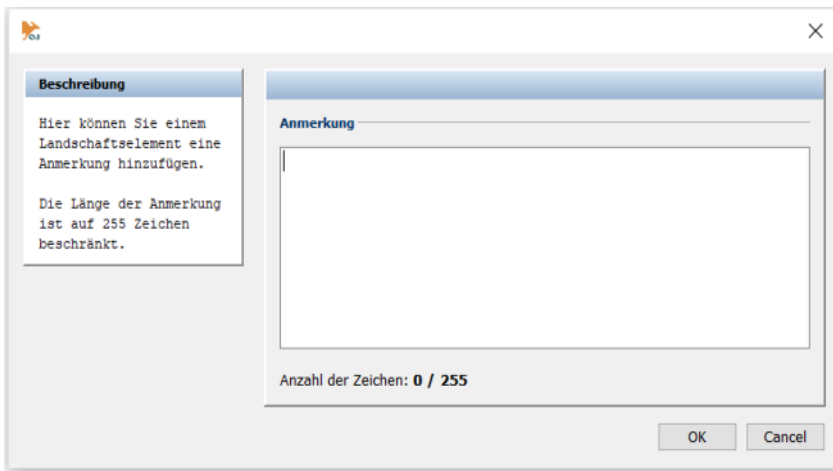 Beschreibung
Hier können Sie einem
Landschaftselement eine
Anmerkung hinzufügen.
Die Länge der Anmerkung
ist auf 255 Zeichen
beschränkt.
Anmerkung
Anzahl der Zeichen: 0 / 255
OK
Cancel